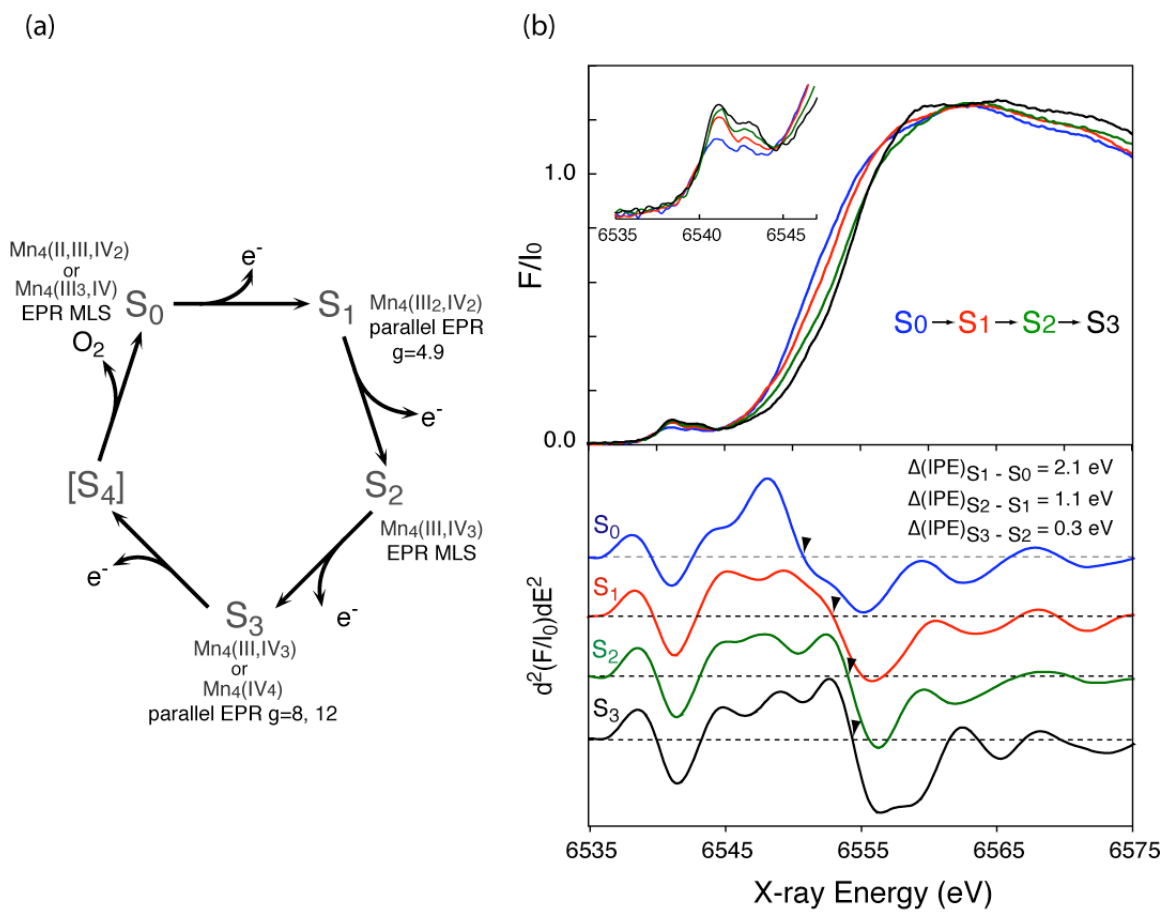 (a)
Mn4(II,III,IV2)
or
Mn4(III3,IV)
EPR MLS
S0
e-
S1
Mn4(III2,IV2)
parallel EPR
g=4.9
e-
S2
Mn4(III,IV3)
EPR MLS
e-
S3
Mn4(III,IV3)
or
Mn4(IV4)
parallel EPR g=8, 12
e-
[S4]
O2
(b)
F/I0
1.0
0.0
6535 6540 6545
S0→S1→S2→S3
d2(F/I0)dE2
Δ(IPE)S1 - S0 = 2.1 eV
Δ(IPE)S2 - S1 = 1.1 eV
Δ(IPE)S3 - S2 = 0.3 eV
S0
S1
S2
S3
6535 6545 6555 6565 6575
X-ray Energy (eV)